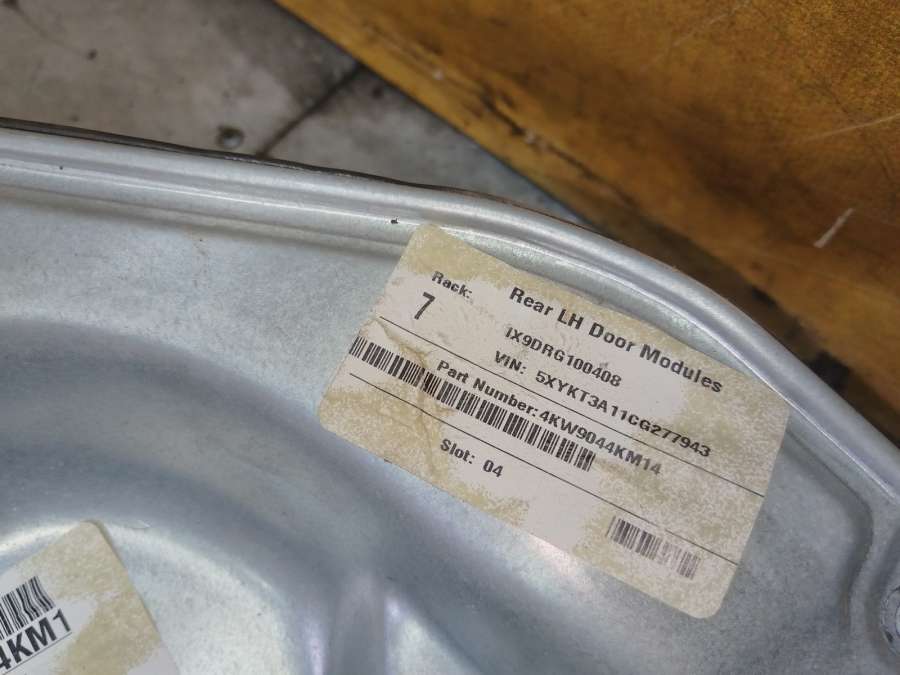 Rack:
7
Rear LH Door Modules
IX9DRG100408
VIN: 5XYKT3A11CG277943
Part Number:4KW9044KM14
Slot: 04
4KM1